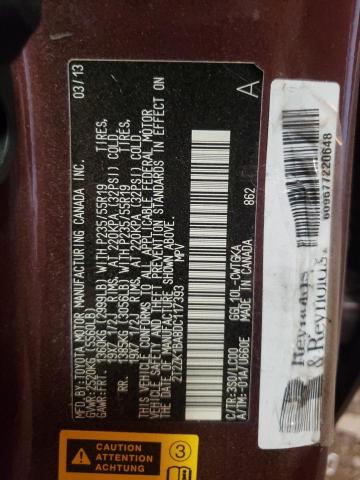 MFD.BY:TOYOTA MOTOR MANUFACTURING CANADA INC. 03/13
GVWR:2520KG (5560LB)
GAWR:FRT. 1360KG (2999LB) WITH P235/55R19 TIRES,
19X7 1/2J RIMS, AT 220KPA (32PSI) COLD.
RR. 1385KG (3056LB) WITH P235/55R19 TIRES,
19X7 1/2J RIMS, AT 220KPA (32PSI) COLD.
THIS VEHICLE CONFORMS TO ALL APPLICABLE FEDERAL MOTOR
VEHICLE SAFETY, BUMPER, AND THEFT PREVENTION STANDARDS IN EFFECT ON
THE DATE OF MANUFACTURE SHOWN ABOVE.
2T2ZK1BA8DC117393 MPV
A
C/TR:3S0/LC00 GGL10L-CWTGKA
A/TM:-01A/U660E MADE IN CANADA 862
CAUTION
ATTENTION
ACHTUNG
3
Reynolds
& Reynolds
609677220648